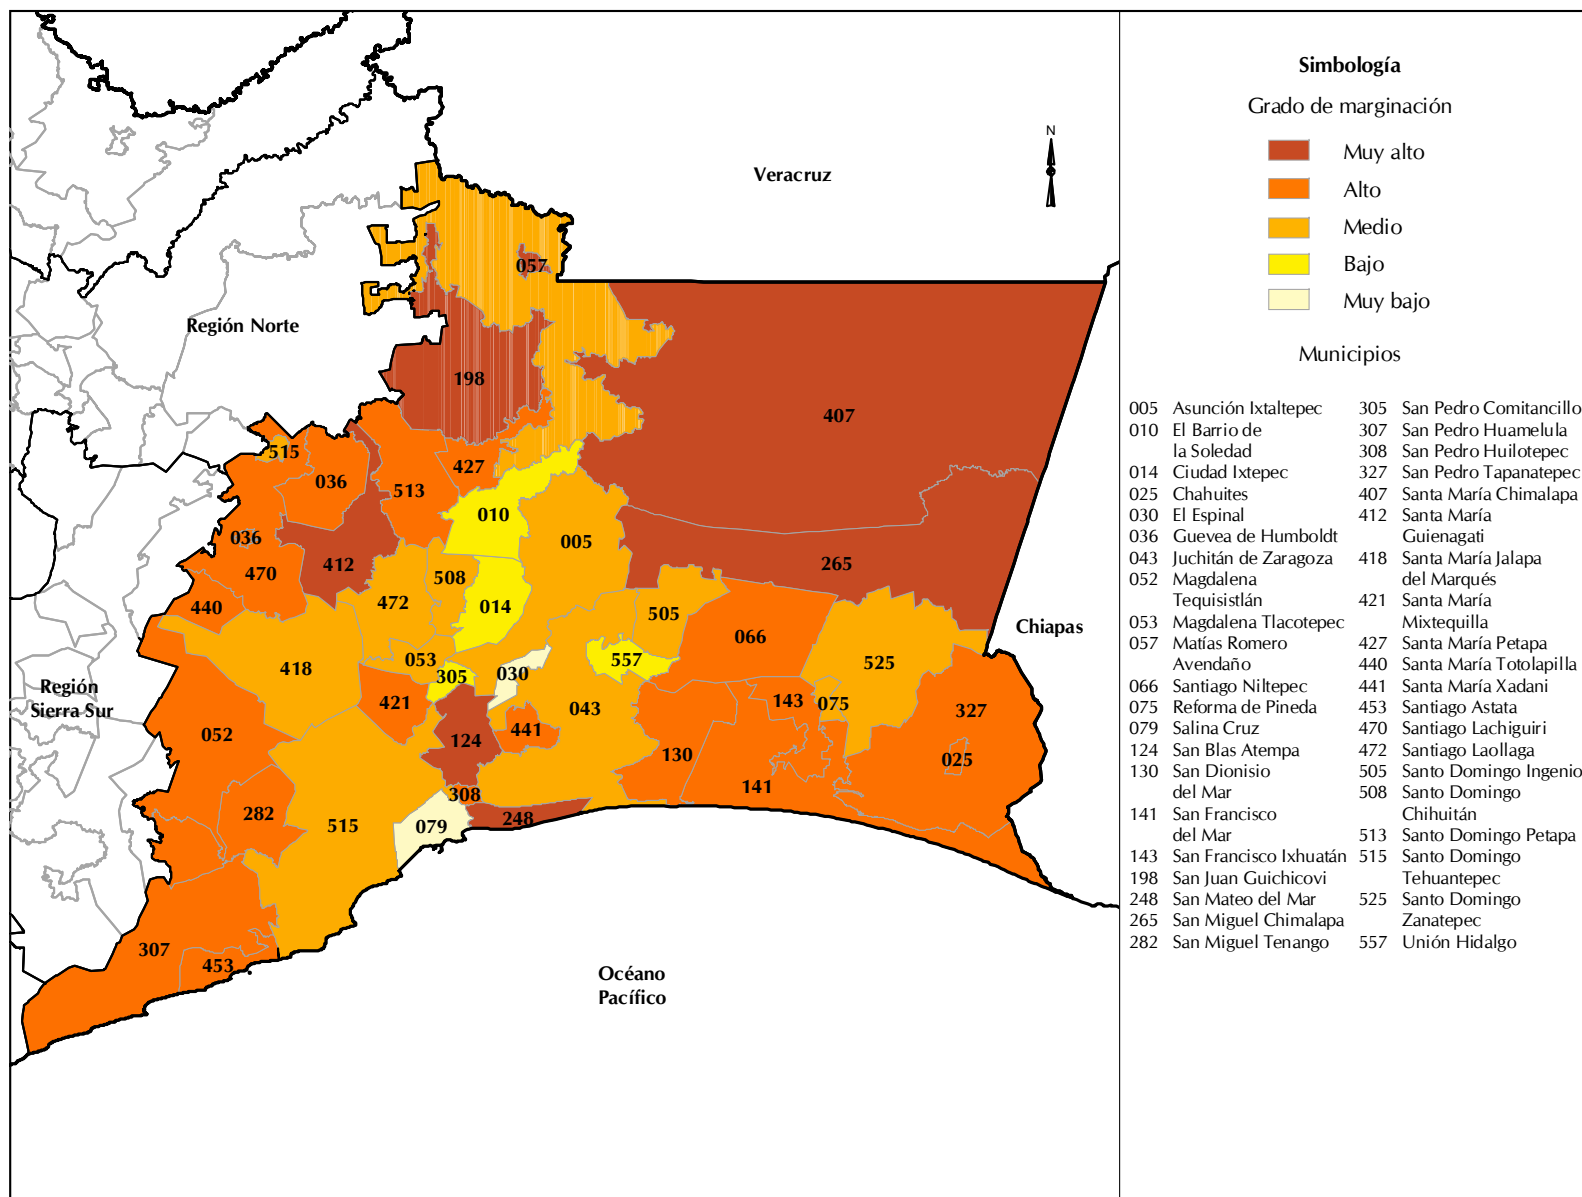 Simbología
Grado de marginación
Muy alto
Alto
Medio
Bajo
Muy bajo
N
Veracruz
Región Norte
Chiapas
Región
Sierra Sur
Océano
Pacífico
057
198
407
515
036
427
513
010
005
036
412
265
470
508
472
014
440
505
066
418
053
557
525
305
030
421
143
075
043
327
441
052
124
130
025
141
308
282
515
079
248
307
453
Municipios
005 Asunción Ixtaltepec
010 El Barrio de
la Soledad
014 Ciudad Ixtepec
025 Chahuites
030 El Espinal
036 Guevea de Humboldt
043 Juchitán de Zaragoza
052 Magdalena
Tequisistlán
053 Magdalena Tlacotepec
057 Matías Romero
Avendaño
066 Santiago Niltepec
075 Reforma de Pineda
079 Salina Cruz
124 San Blas Atempa
130 San Dionisio
del Mar
141 San Francisco
del Mar
143 San Francisco Ixhuatán
198 San Juan Guichicovi
248 San Mateo del Mar
265 San Miguel Chimalapa
282 San Miguel Tenango
305 San Pedro Comitancillo
307 San Pedro Huamelula
308 San Pedro Huilotepec
327 San Pedro Tapanatepec
407 Santa María Chimalapa
412 Santa María
Guienagati
418 Santa María Jalapa
del Marqués
421 Santa María
Mixtequilla
427 Santa María Petapa
440 Santa María Totolapilla
441 Santa María Xadani
453 Santiago Astata
470 Santiago Lachiguiri
472 Santiago Laollaga
505 Santo Domingo Ingenio
508 Santo Domingo
Chihuitán
513 Santo Domingo Petapa
515 Santo Domingo
Tehuantepec
525 Santo Domingo
Zanatepec
557 Unión Hidalgo